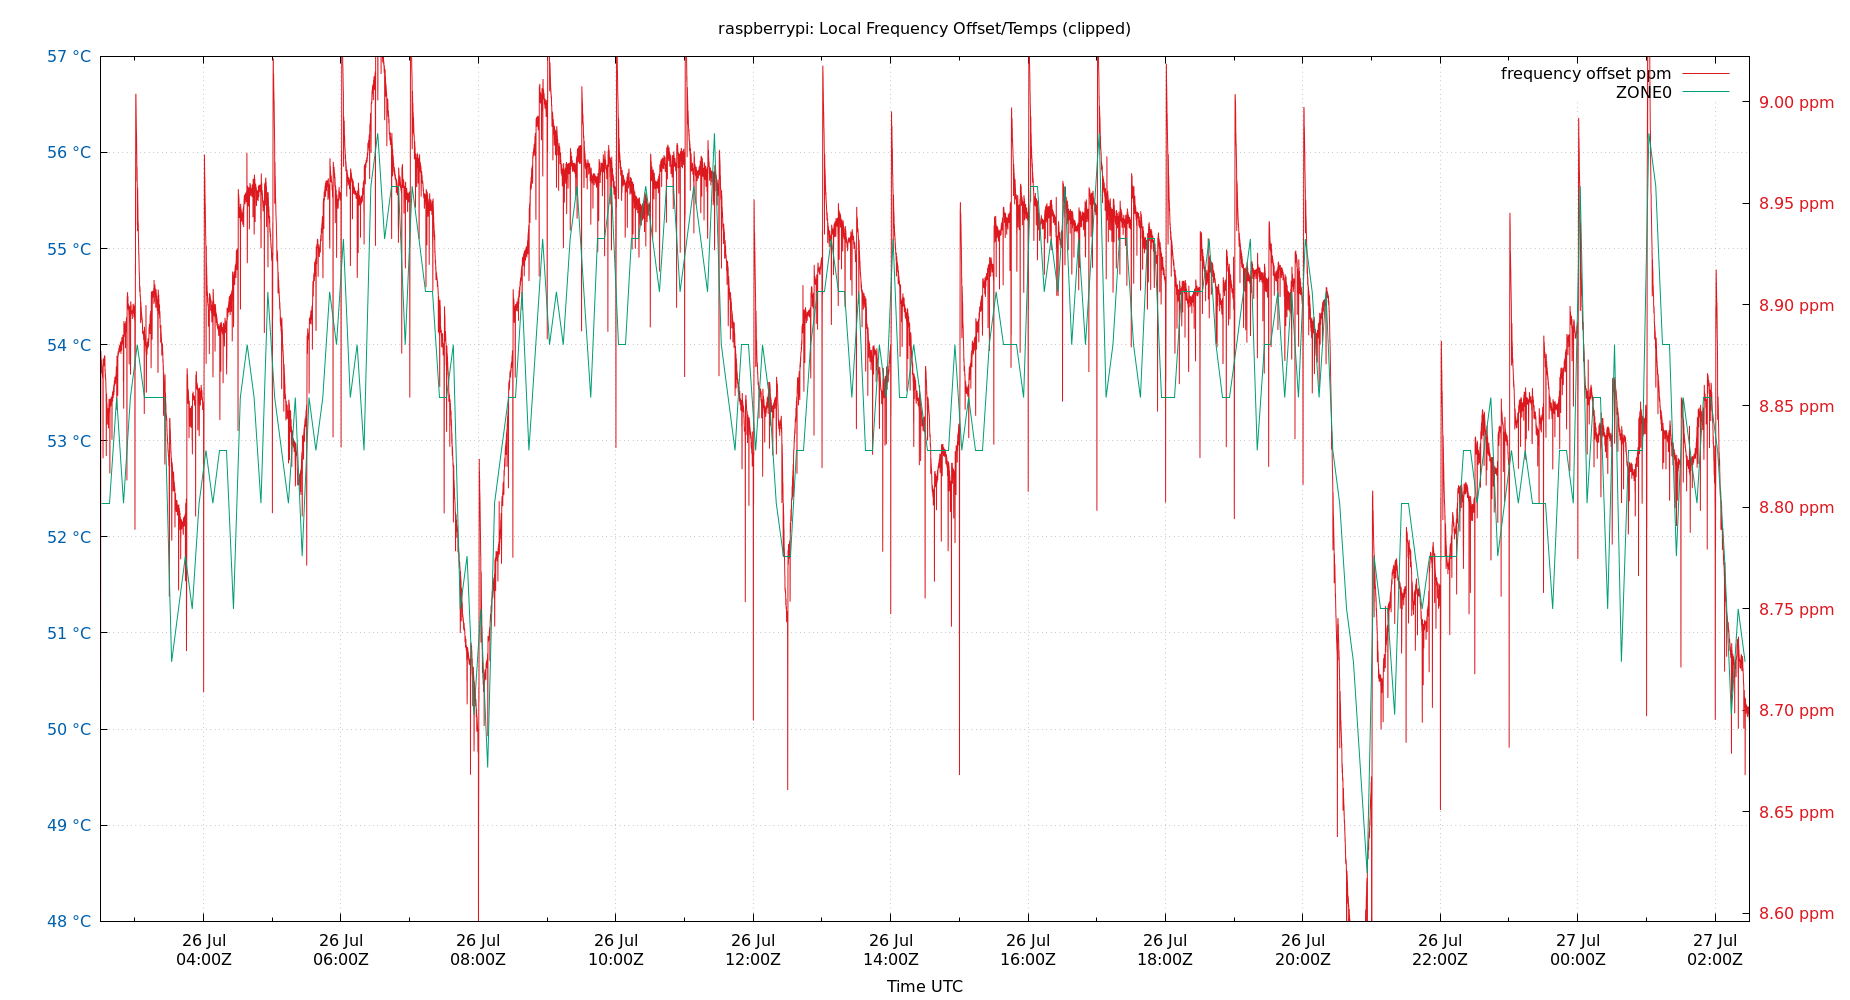 raspberrypi: Local Frequency Offset/Temps (clipped)
frequency offset ppm
ZONE0
57 °C
56 °C
55 °C
54 °C
53 °C
52 °C
51 °C
50 °C
49 °C
48 °C
9.00 ppm
8.95 ppm
8.90 ppm
8.85 ppm
8.80 ppm
8.75 ppm
8.70 ppm
8.65 ppm
8.60 ppm
26 Jul 26 Jul 26 Jul 26 Jul 26 Jul 26 Jul 26 Jul 26 Jul 26 Jul 26 Jul 27 Jul 27 Jul
04:00Z 06:00Z 08:00Z 10:00Z 12:00Z 14:00Z 16:00Z 18:00Z 20:00Z 22:00Z 00:00Z 02:00Z
Time UTC